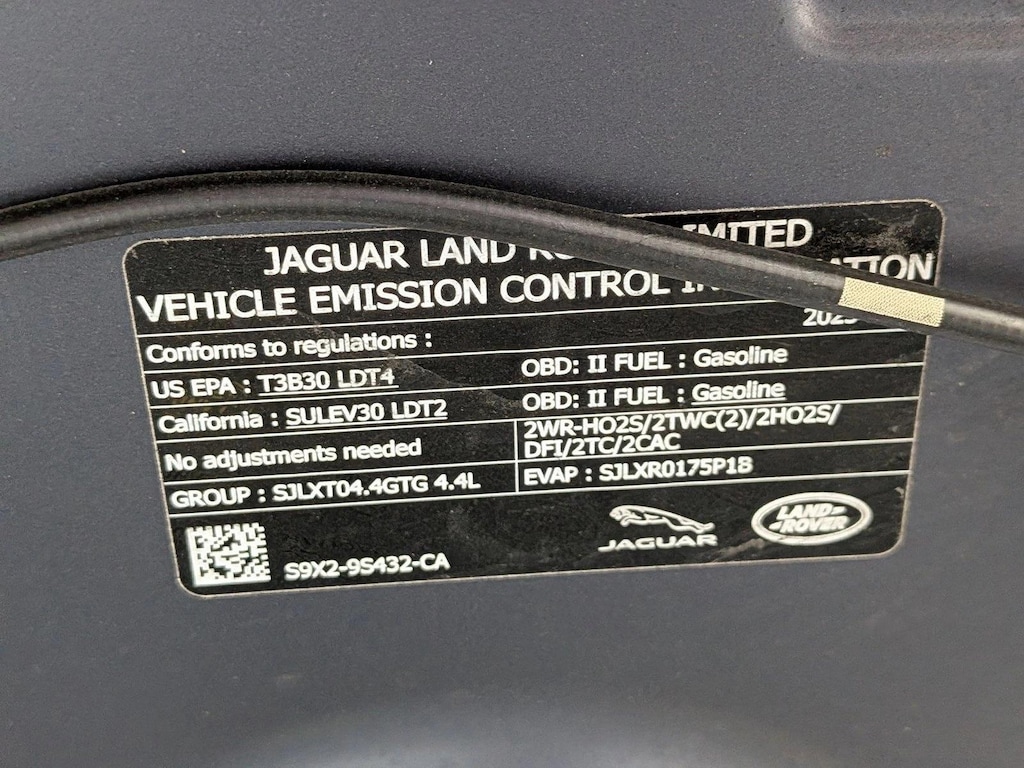 JAGUAR LAND LIMITED
VEHICLE EMISSION CONTROL
Conforms to regulations :
US EPA : T3B30 LDT4 OBD: II FUEL : Gasoline
California : SULEV30 LDT2 OBD: II FUEL : Gasoline
No adjustments needed
2WR-HO2S/2TWC(2)/2HO2S/
DFI/2TC/2CAC
GROUP : SJLXT04.4GTG 4.4L EVAP : SJLXR0175P1B
S9X2-9S432-CA
JAGUAR
LAND
ROVER